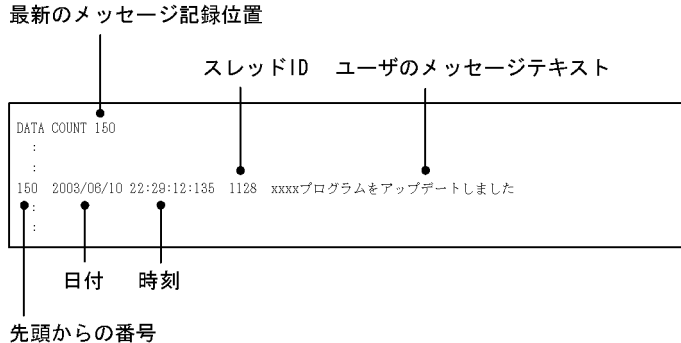 最新のメッセージ記録位置
スレッドID　ユーザのメッセージテキスト
DATA COUNT 150
:
:
150 2003/06/10 22:29:12:135 1128 xxxxプログラムをアップデートしました
:
:
日付　時刻
先頭からの番号